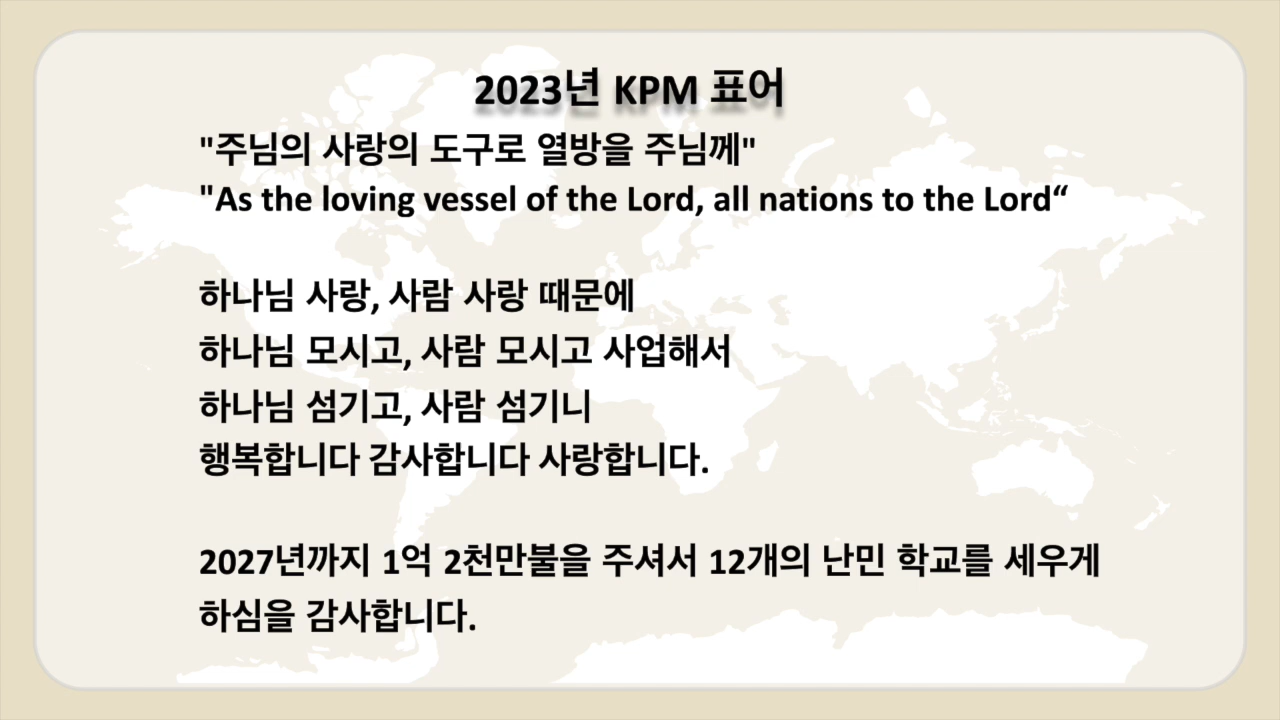 2023년 KPM 표어
"주님의 사랑의 도구로 열방을 주님께"
"As the loving vessel of the Lord, all nations to the Lord“
하나님 사랑, 사람 사랑 때문에
하나님 모시고, 사람 모시고 사업해서
하나님 섬기고, 사람 섬기니
행복합니다 감사합니다 사랑합니다.
2027년까지 1억 2천만불을 주셔서 12개의 난민 학교를 세우게
하심을 감사합니다.